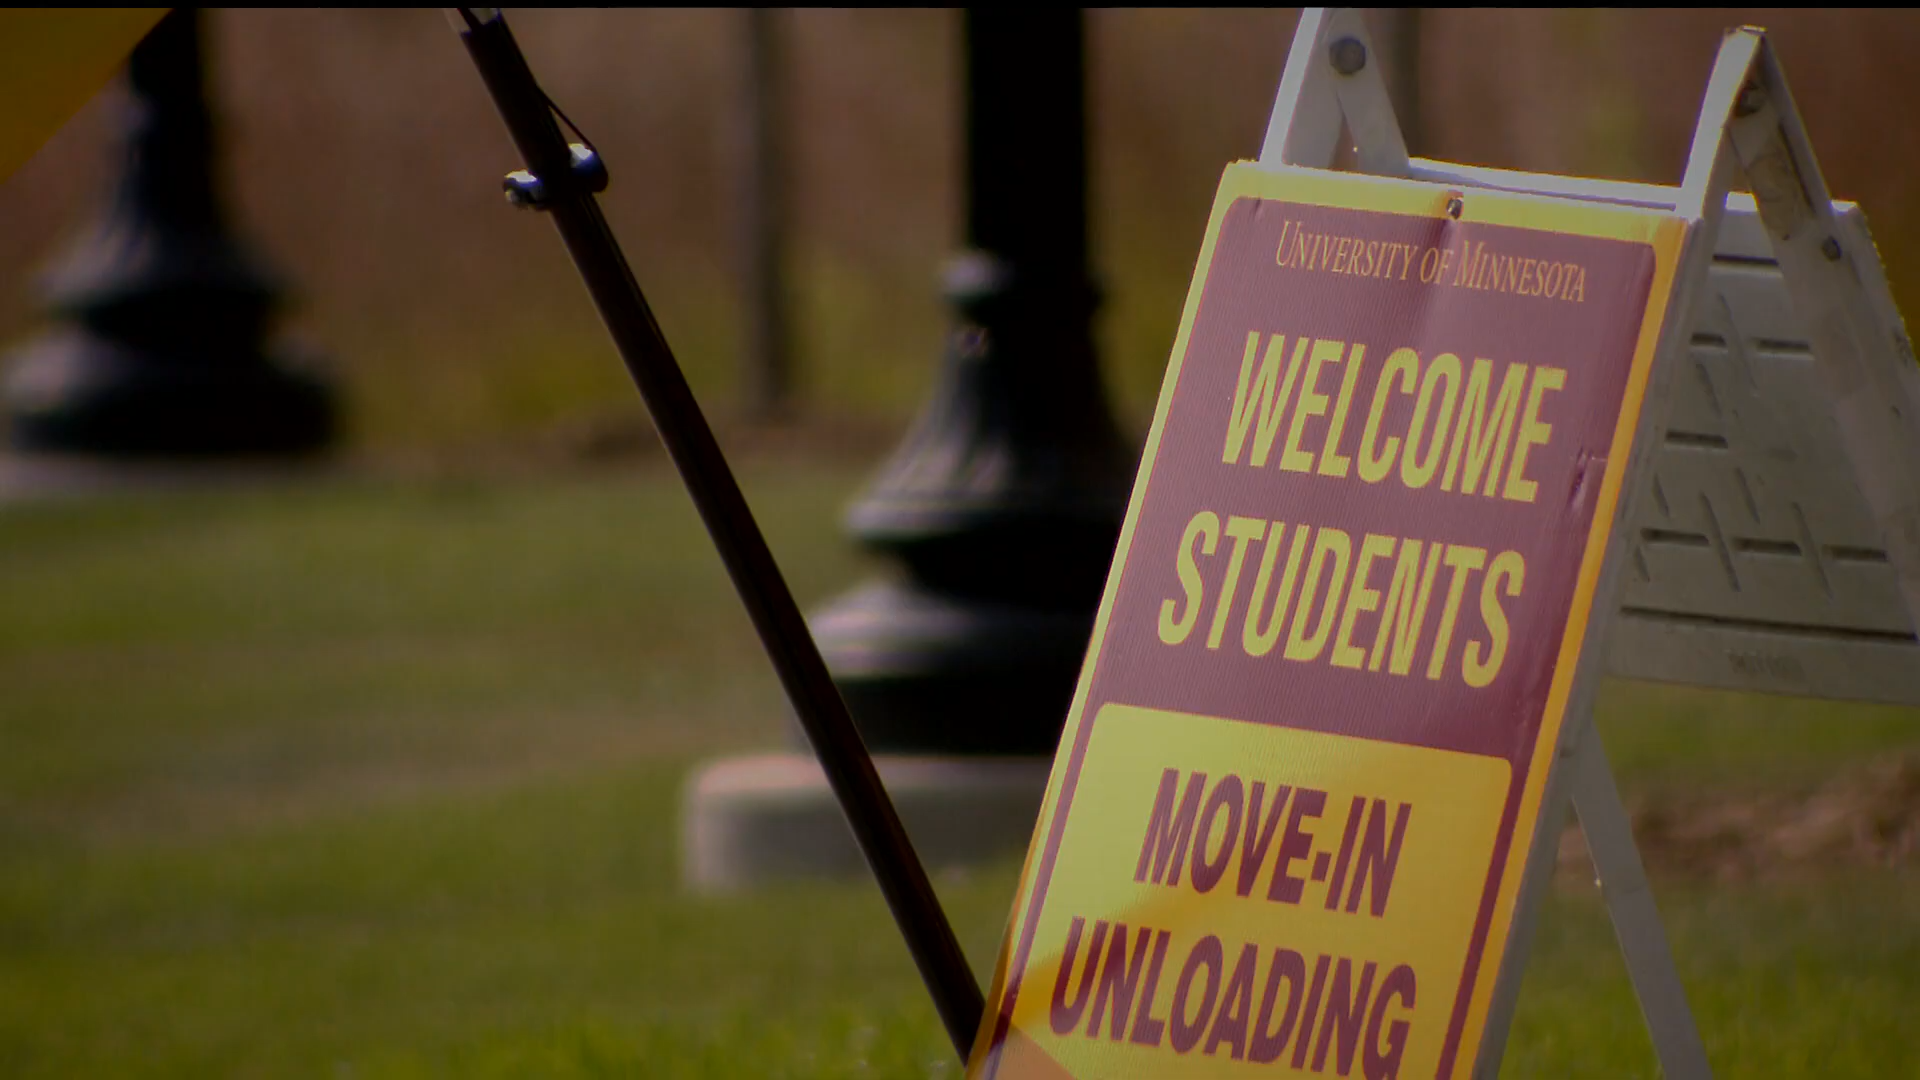 UNIVERSITY OF MINNESOTA
WELCOME
STUDENTS
MOVE-IN
UNLOADING